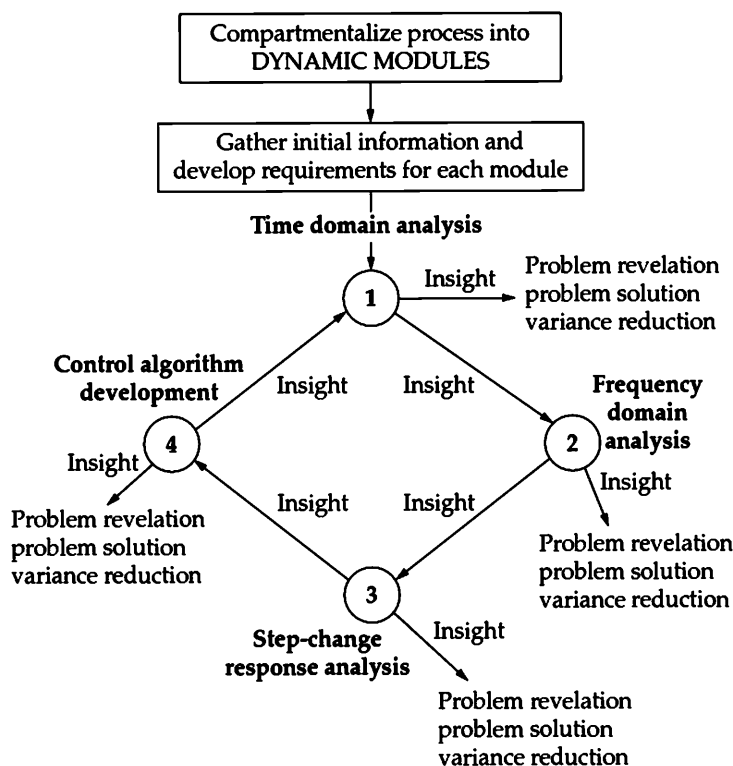 Compartmentalize process into
DYNAMIC MODULES
Gather initial information and
develop requirements for each module
Time domain analysis
1
Insight
Problem revelation
problem solution
variance reduction
Control algorithm
development
Insight
Insight
Frequency
domain
analysis
4
2
Insight
Insight
Problem revelation
problem solution
variance reduction
Insight
Insight
Problem revelation
problem solution
variance reduction
3
Step-change
response analysis
Insight
Problem revelation
problem solution
variance reduction